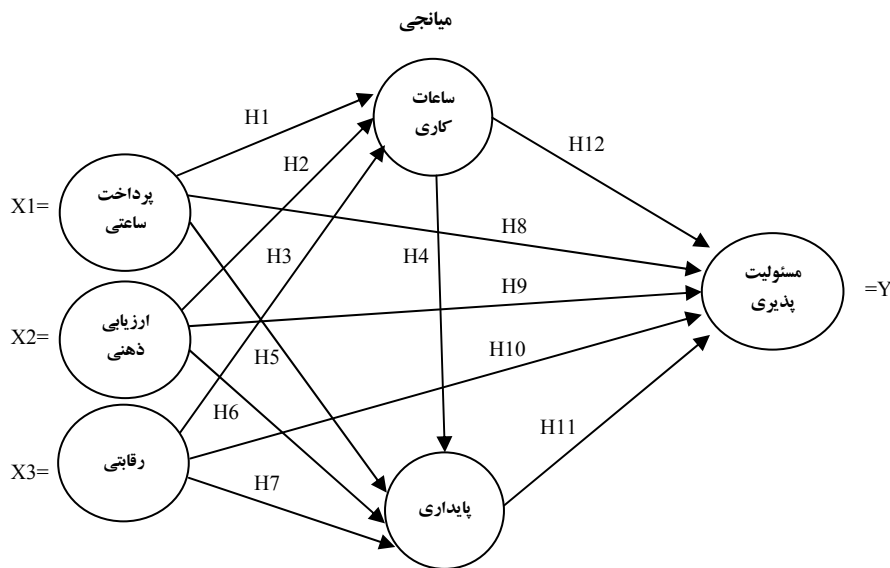 میانجی
ساعات
کاری
H1
H12
H2
پرداخت
ساعتی
X1=
H8
H3
H4
مسئولیت
پذیری
=Y
H9
ارزیابی
ذهنی
X2=
H5
H10
H6
رقابتی
X3=
H11
H7
پایداری